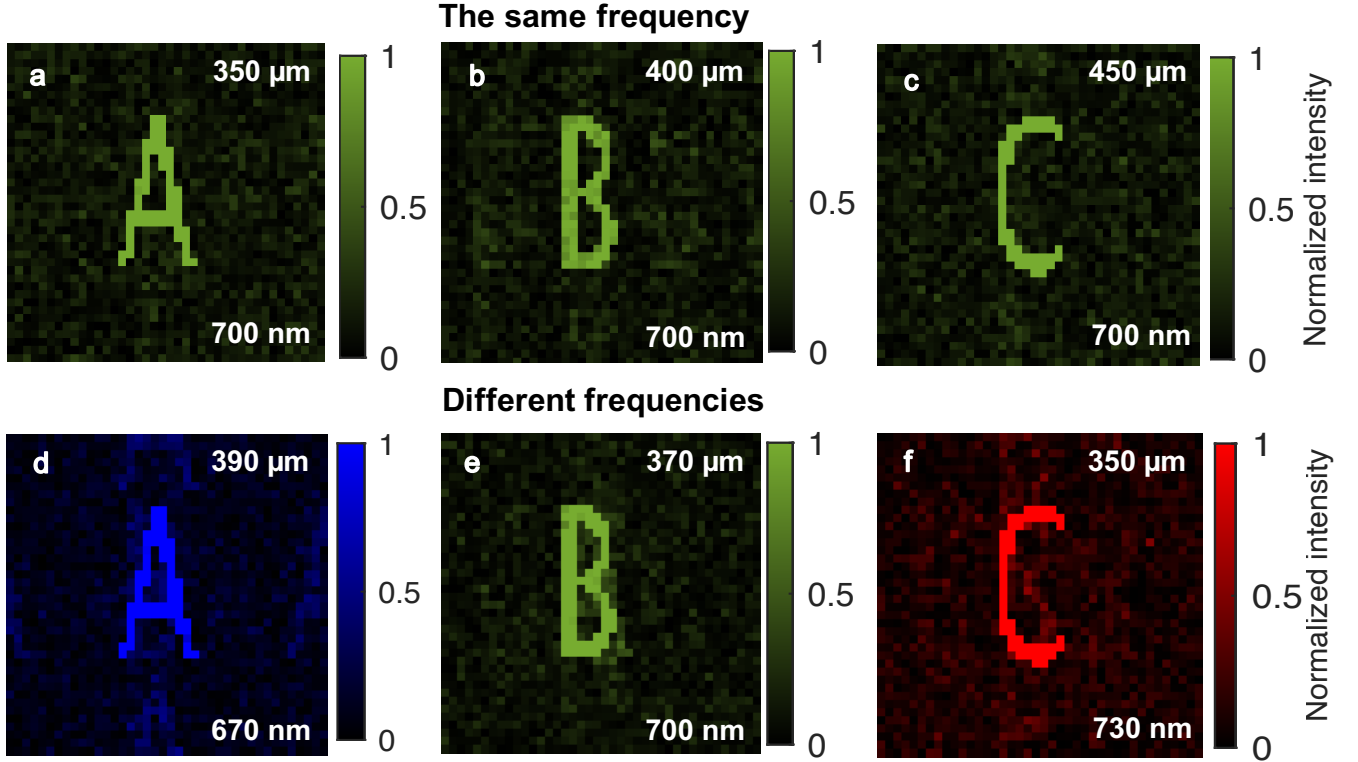 The same frequency
a 350 µm 1
A
0.5
700 nm 0
b 400 µm 1
B
0.5
700 nm 0
c 450 µm 1
C
0.5
700 nm 0
Normalized intensity
Different frequencies
d 390 µm 1
A
0.5
670 nm 0
e 370 µm 1
B
0.5
700 nm 0
f 350 µm 1
C
0.5
730 nm 0
Normalized intensity